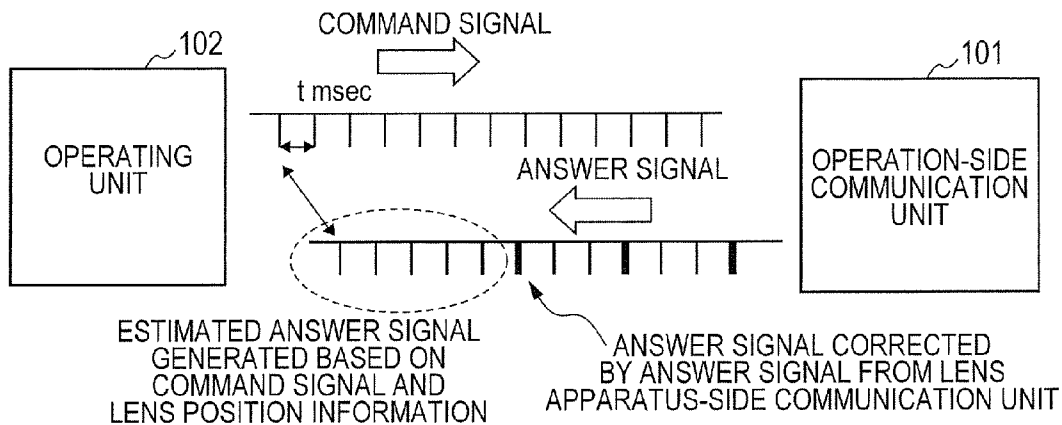 COMMAND SIGNAL
102
101
t msec
OPERATING
UNIT
ANSWER SIGNAL
OPERATION-SIDE
COMMUNICATION
UNIT
ESTIMATED ANSWER SIGNAL
GENERATED BASED ON
COMMAND SIGNAL AND
LENS POSITION INFORMATION
ANSWER SIGNAL CORRECTED
BY ANSWER SIGNAL FROM LENS
APPARATUS-SIDE COMMUNICATION UNIT